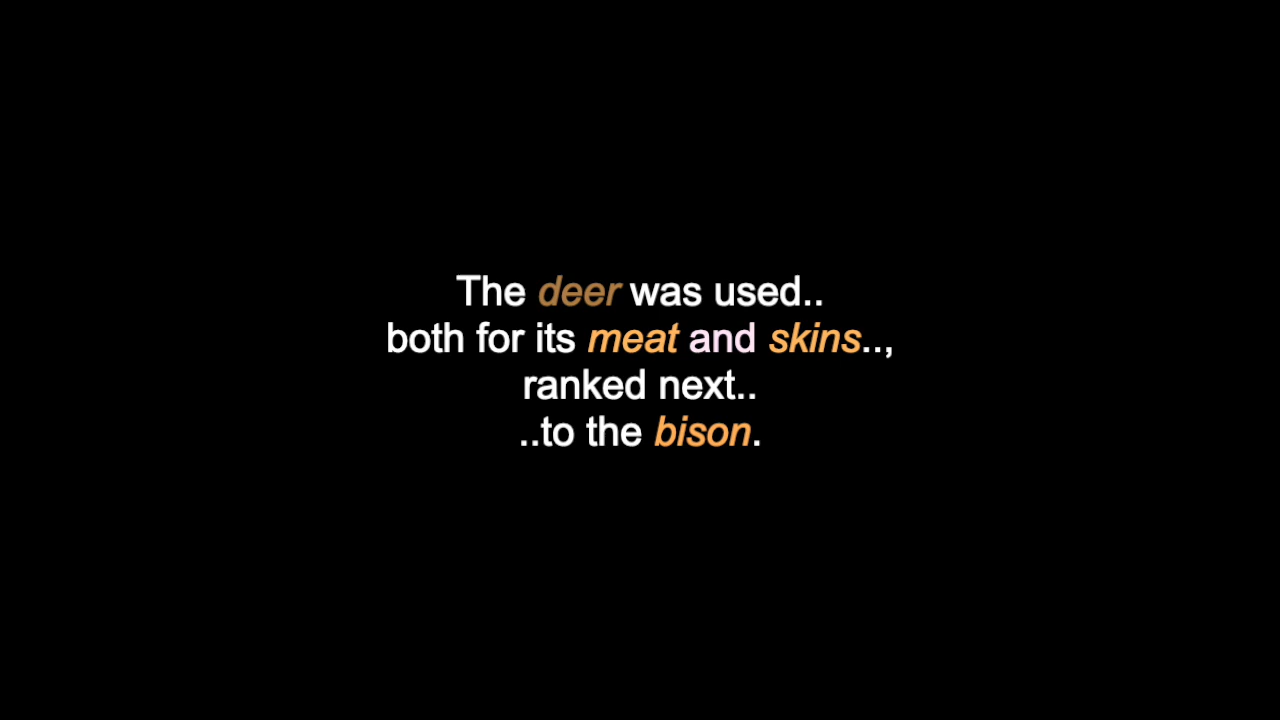 The deer was used..
both for its meat and skins..,
ranked next..
..to the bison.